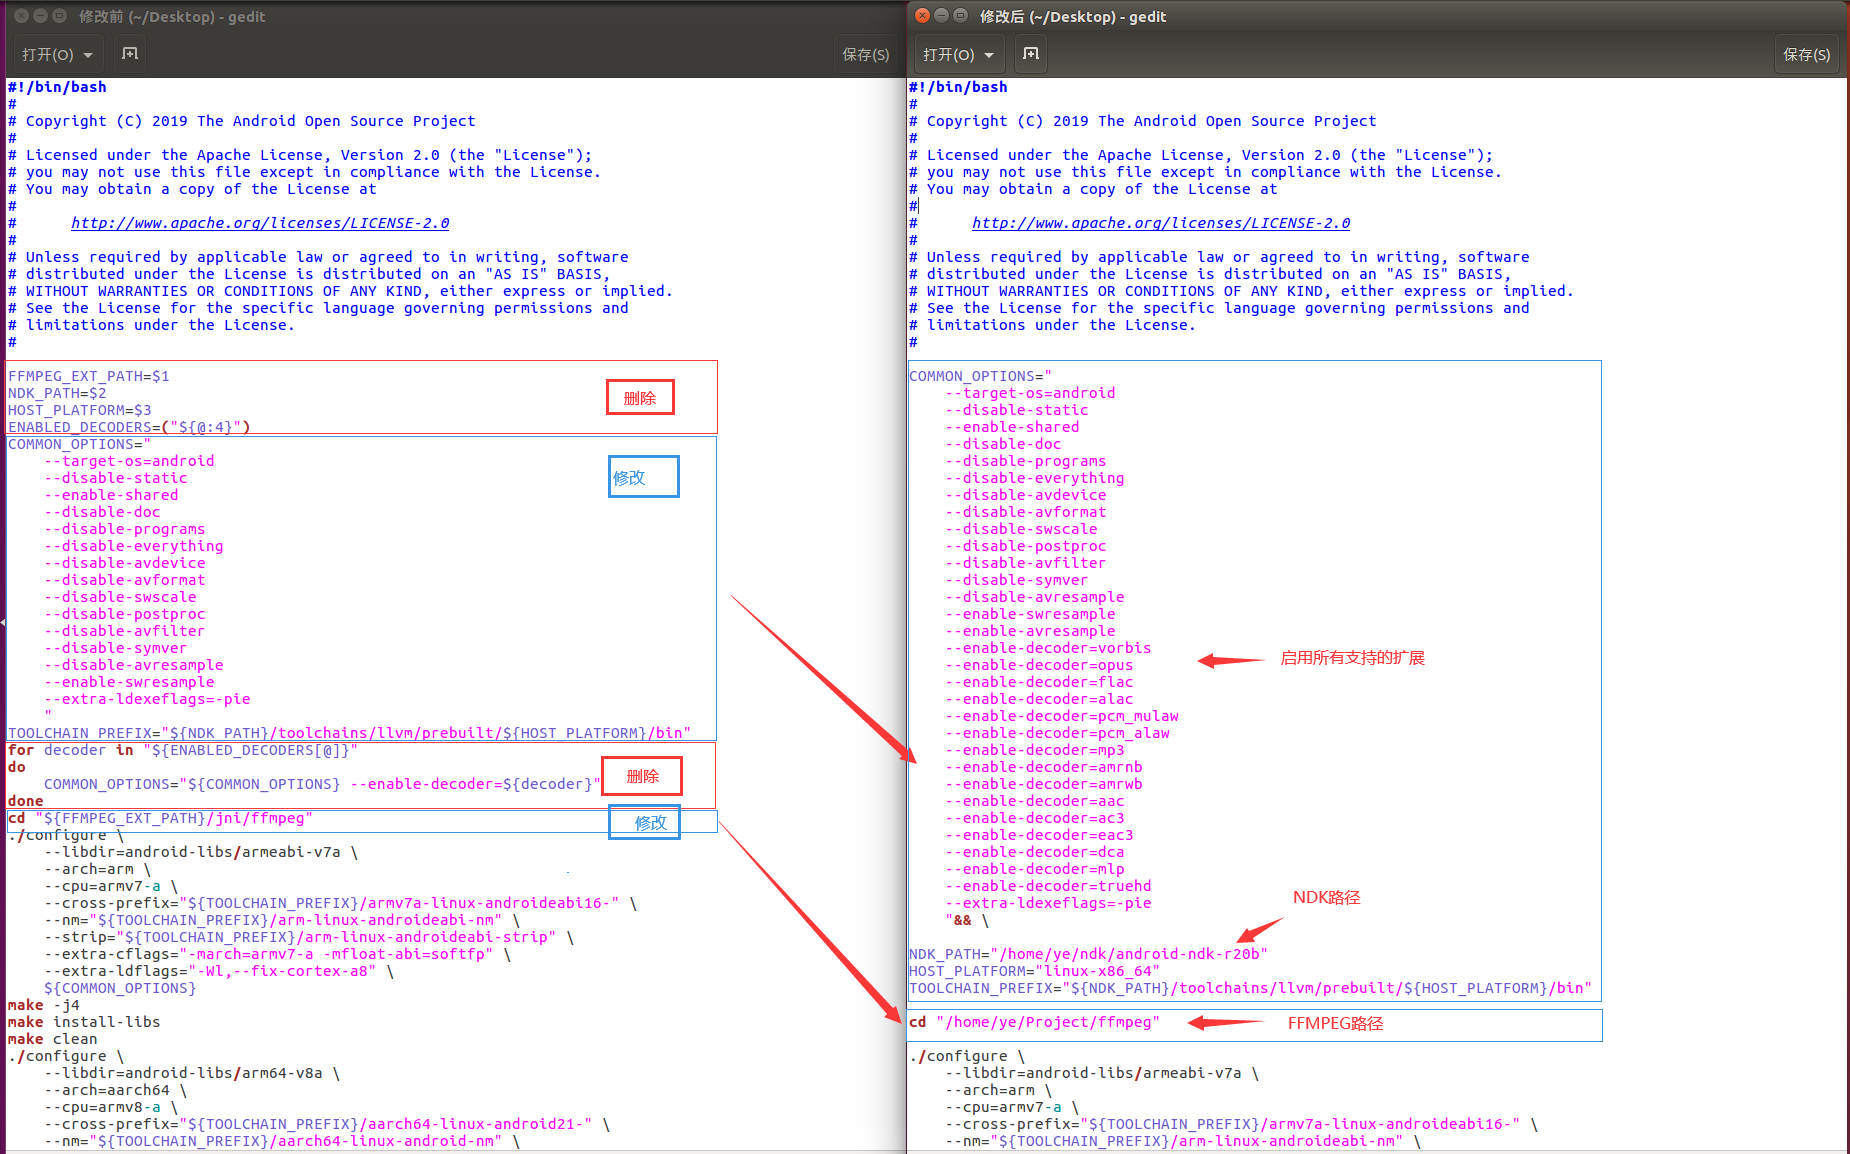 修改前 (~/Desktop) - gedit
打开(O)
保存(S)
#!/bin/bash
#
# Copyright (C) 2019 The Android Open Source Project
#
# Licensed under the Apache License, Version 2.0 (the "License");
# you may not use this file except in compliance with the License.
# You may obtain a copy of the License at
#
#      http://www.apache.org/licenses/LICENSE-2.0
#
# Unless required by applicable law or agreed to in writing, software
# distributed under the License is distributed on an "AS IS" BASIS,
# WITHOUT WARRANTIES OR CONDITIONS OF ANY KIND, either express or implied.
# See the License for the specific language governing permissions and
# limitations under the License.
#
FFMPEG_EXT_PATH=$1
NDK_PATH=$2
删除
HOST_PLATFORM=$3
ENABLED_DECODERS=("${@:4}")
COMMON_OPTIONS="
    --target-os=android
    --disable-static
修改
    --enable-shared
    --disable-doc
    --disable-programs
    --disable-everything
    --disable-avdevice
    --disable-avformat
    --disable-swscale
    --disable-postproc
    --disable-avfilter
    --disable-symver
    --disable-avresample
    --enable-swresample
    --extra-ldexeflags=-pie
    "
TOOLCHAIN_PREFIX="${NDK_PATH}/toolchains/llvm/prebuilt/${HOST_PLATFORM}/bin"
for decoder in "${ENABLED_DECODERS[@]}"
do
删除
    COMMON_OPTIONS="${COMMON_OPTIONS} --enable-decoder=${decoder}"
done
cd "${FFMPEG_EXT_PATH}/jni/ffmpeg"
修改
./configure \
    --libdir=android-libs/armeabi-v7a \
    --arch=arm \
    --cpu=armv7-a \
    --cross-prefix="${TOOLCHAIN_PREFIX}/armv7a-linux-androideabi16-" \
    --nm="${TOOLCHAIN_PREFIX}/arm-linux-androideabi-nm" \
    --strip="${TOOLCHAIN_PREFIX}/arm-linux-androideabi-strip" \
    --extra-cflags="-march=armv7-a -mfloat-abi=softfp" \
    --extra-ldflags="-Wl,--fix-cortex-a8" \
    ${COMMON_OPTIONS}
make -j4
make install-libs
make clean
./configure \
    --libdir=android-libs/arm64-v8a \
    --arch=aarch64 \
    --cpu=armv8-a \
    --cross-prefix="${TOOLCHAIN_PREFIX}/aarch64-linux-android21-" \
    --nm="${TOOLCHAIN_PREFIX}/aarch64-linux-android-nm" \
修改后 (~/Desktop) - gedit
打开(O)
保存(S)
#!/bin/bash
#
# Copyright (C) 2019 The Android Open Source Project
#
# Licensed under the Apache License, Version 2.0 (the "License");
# you may not use this file except in compliance with the License.
# You may obtain a copy of the License at
#
#      http://www.apache.org/licenses/LICENSE-2.0
#
# Unless required by applicable law or agreed to in writing, software
# distributed under the License is distributed on an "AS IS" BASIS,
# WITHOUT WARRANTIES OR CONDITIONS OF ANY KIND, either express or implied.
# See the License for the specific language governing permissions and
# limitations under the License.
#
COMMON_OPTIONS="
    --target-os=android
    --disable-static
    --enable-shared
    --disable-doc
    --disable-programs
    --disable-everything
    --disable-avdevice
    --disable-avformat
    --disable-swscale
    --disable-postproc
    --disable-avfilter
    --disable-symver
    --disable-avresample
    --enable-swresample
    --enable-avresample
    --enable-decoder=vorbis
启用所有支持的扩展
    --enable-decoder=opus
    --enable-decoder=flac
    --enable-decoder=alac
    --enable-decoder=pcm_mulaw
    --enable-decoder=pcm_alaw
    --enable-decoder=mp3
    --enable-decoder=amrnb
    --enable-decoder=amrwb
    --enable-decoder=aac
    --enable-decoder=ac3
    --enable-decoder=eac3
    --enable-decoder=dca
    --enable-decoder=mlp
    --enable-decoder=truehd
NDK路径
    --extra-ldexeflags=-pie
    "&& \
NDK_PATH="/home/ye/ndk/android-ndk-r20b"
HOST_PLATFORM="linux-x86_64"
TOOLCHAIN_PREFIX="${NDK_PATH}/toolchains/llvm/prebuilt/${HOST_PLATFORM}/bin"
cd "/home/ye/Project/ffmpeg"
FFMPEG路径
./configure \
    --libdir=android-libs/armeabi-v7a \
    --arch=arm \
    --cpu=armv7-a \
    --cross-prefix="${TOOLCHAIN_PREFIX}/armv7a-linux-androideabi16-" \
    --nm="${TOOLCHAIN_PREFIX}/arm-linux-androideabi-nm" \